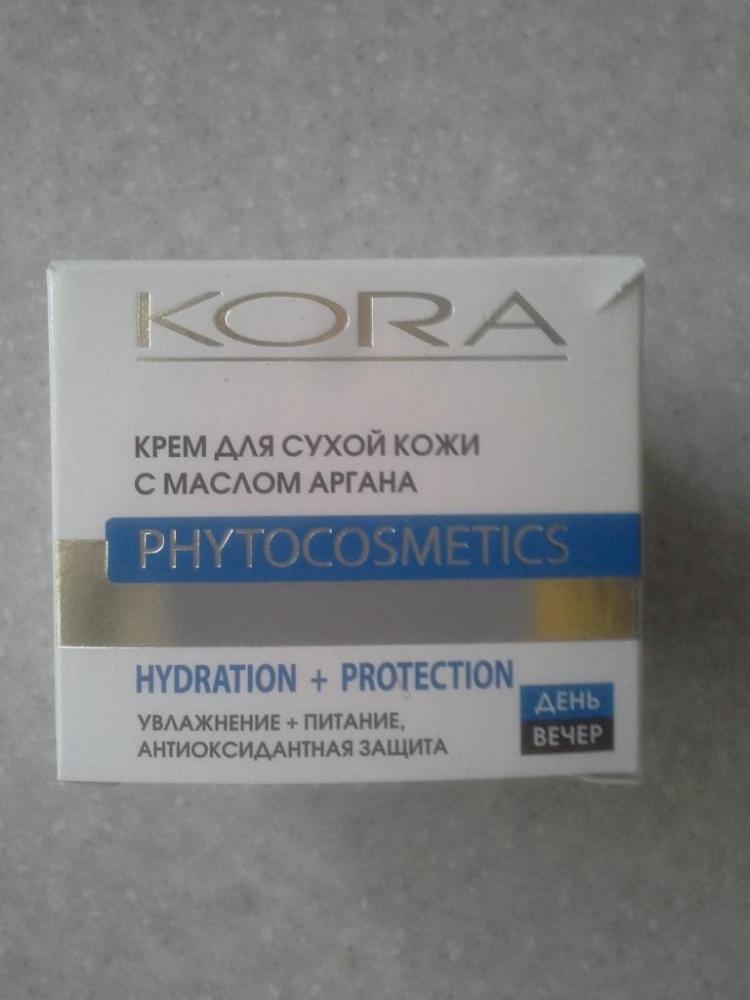 KORA
КРЕМ ДЛЯ СУХОЙ КОЖИ
С МАСЛОМ АРГАНА
PHYTOCOSMETICS
HYDRATION + PROTECTION
УВЛАЖНЕНИЕ + ПИТАНИЕ,
АНТИОКСИДАНТНАЯ ЗАЩИТА
ДЕНЬ
ВЕЧЕР